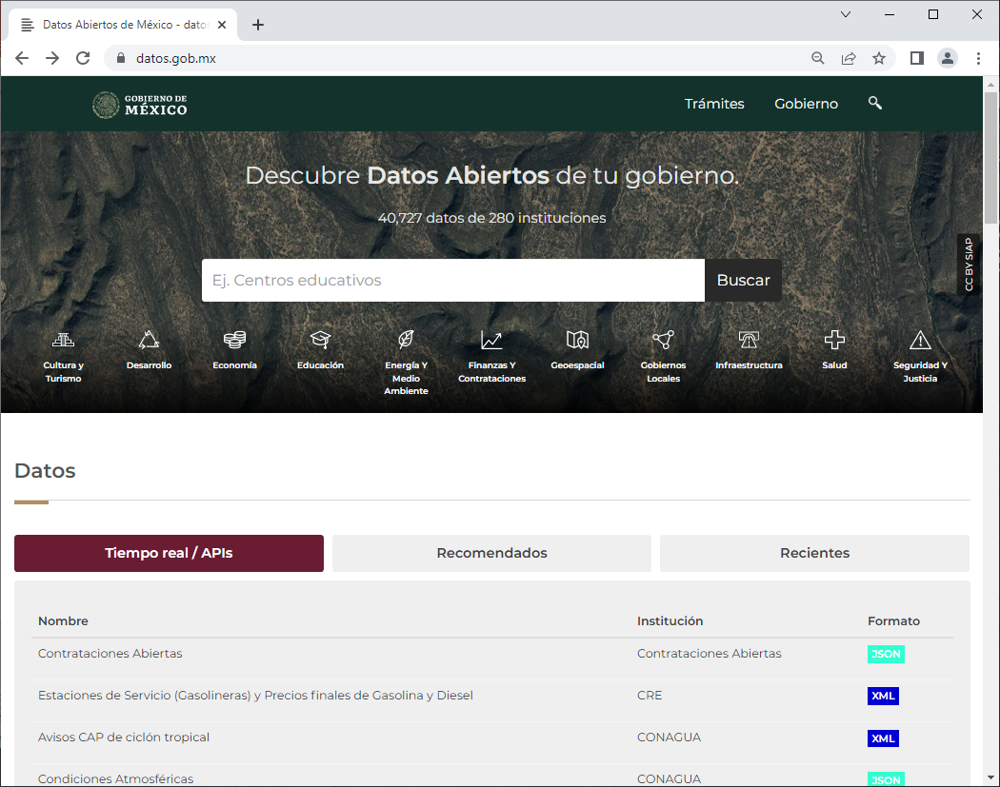 Datos Abiertos de México - datos
datos.gob.mx
GOBIERNO DE
MÉXICO
Trámites
Gobierno
Descubre Datos Abiertos de tu gobierno.
40,727 datos de 280 instituciones
CC BY SIAP
Ej. Centros educativos
Buscar
Cultura y
Turismo
Desarrollo
Economía
Educación
Energía Y
Medio
Ambiente
Finanzas Y
Contrataciones
Geoespacial
Gobiernos
Locales
Infraestructura
Salud
Seguridad Y
Justicia
Datos
Tiempo real / APIs
Recomendados
Recientes
Nombre Institución Formato
Contrataciones Abiertas Contrataciones Abiertas JSON
Estaciones de Servicio (Gasolineras) y Precios finales de Gasolina y Diesel CRE XML
Avisos CAP de ciclón tropical CONAGUA XML
Condiciones Atmosféricas CONAGUA JSON